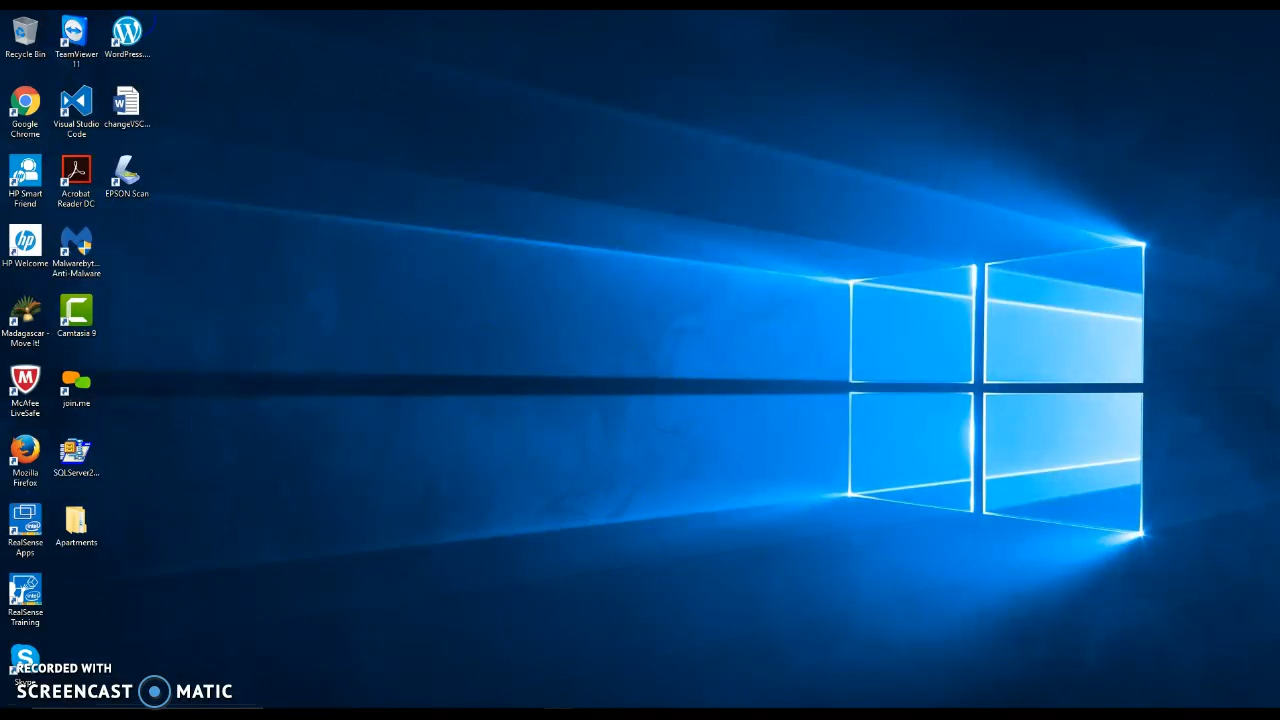 Recycle Bin
TeamViewer
11
WordPress....
Google
Chrome
Visual Studio
Code
changeVSC...
HP Smart
Friend
Acrobat
Reader DC
EPSON Scan
HP Welcome
Malwarebyt...
Anti-Malware
Madagascar -
Move It!
Camtasia 9
McAfee
LiveSafe
join.me
Mozilla
Firefox
SQLServer2...
RealSense
Apps
Apartments
RealSense
Training
Skype
RECORDED WITH
SCREENCAST MATIC